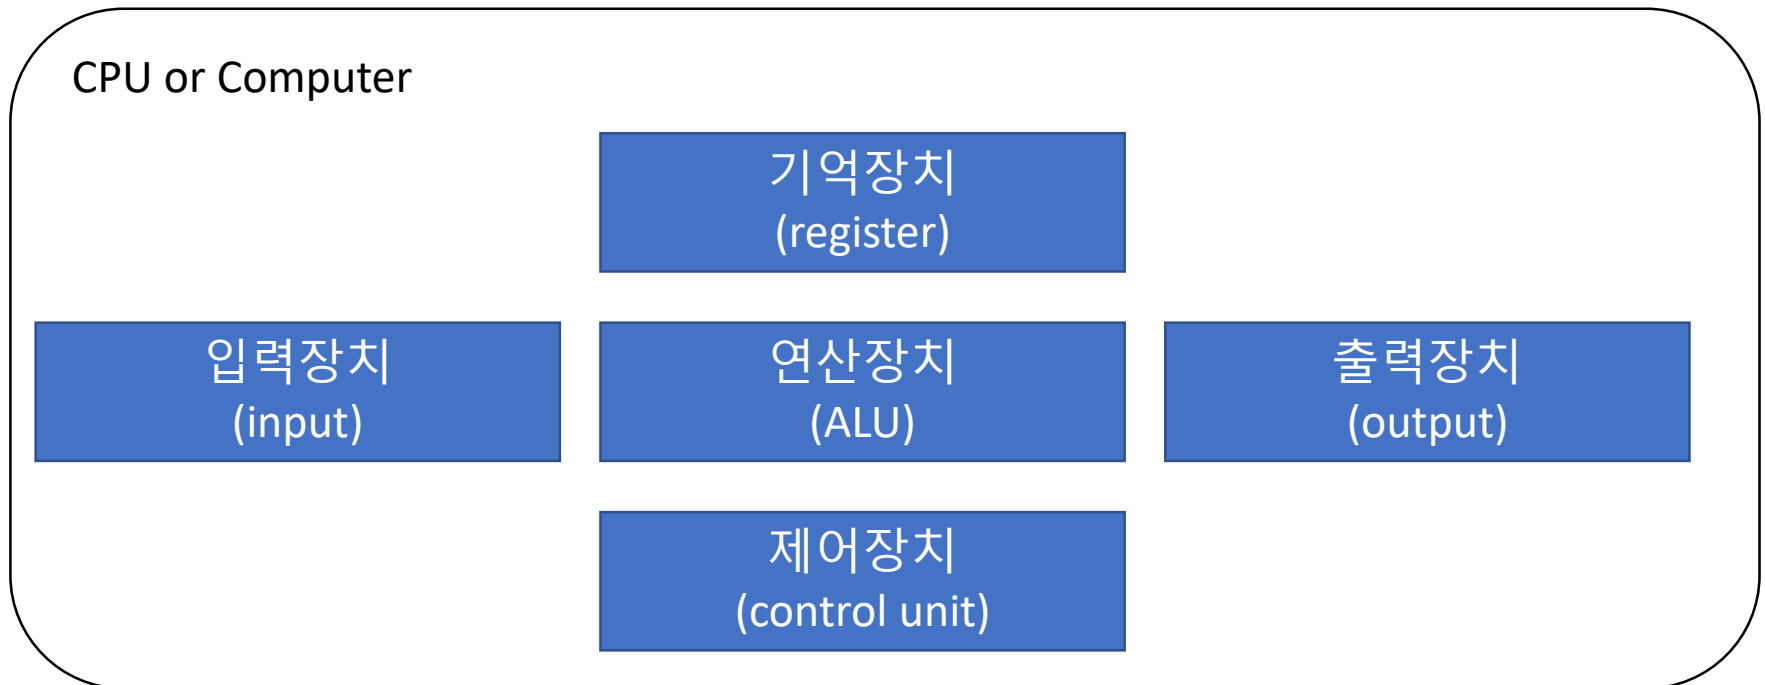 CPU or Computer
기억장치
(register)
입력장치
(input)
연산장치
(ALU)
출력장치
(output)
제어장치
(control unit)